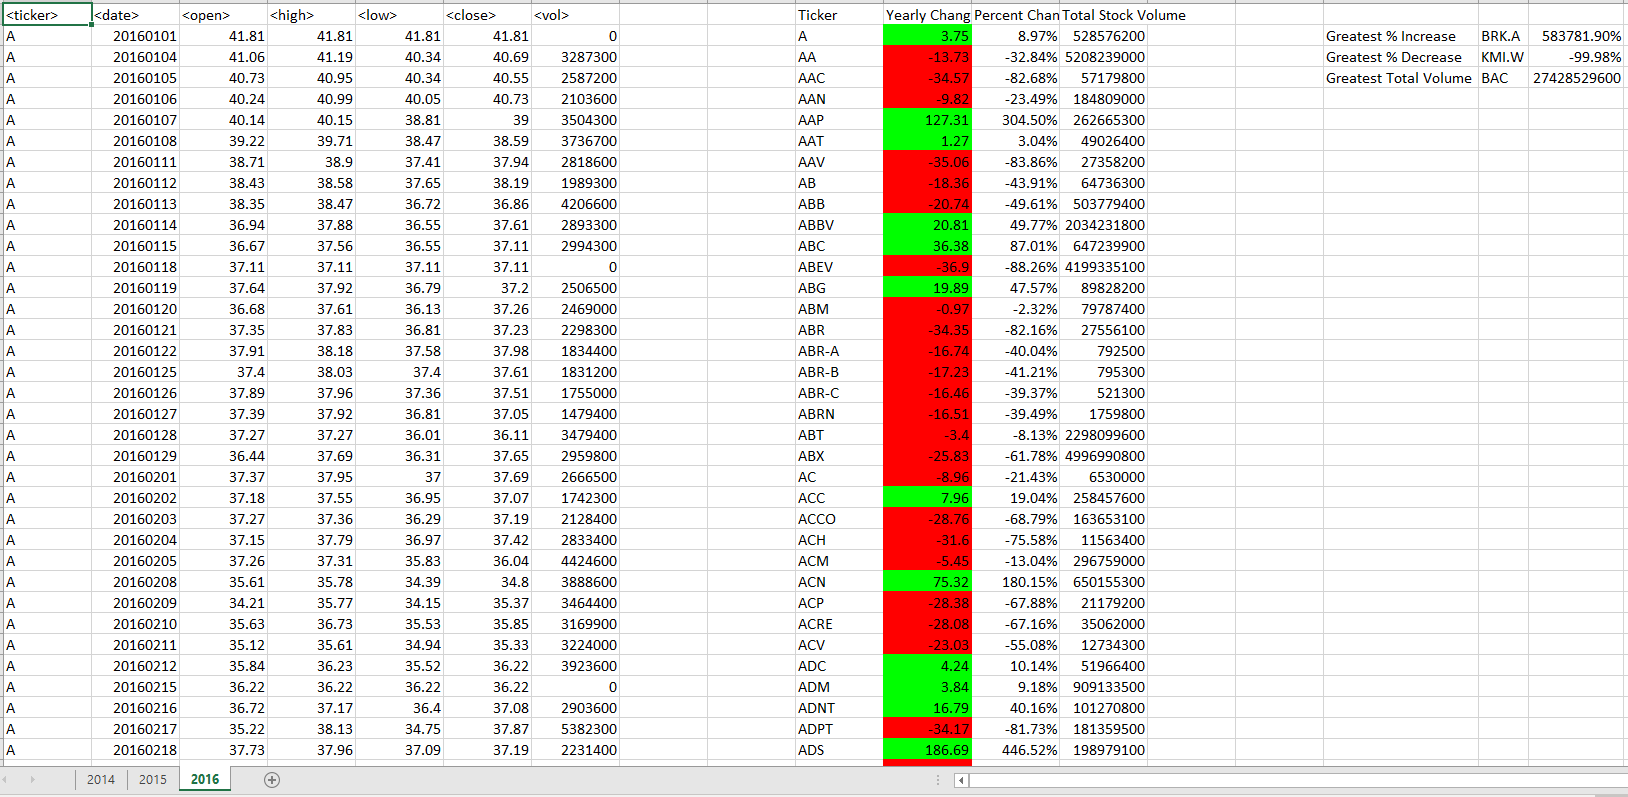 <ticker> <date> <open> <high> <low> <close> <vol> Ticker Yearly Chang Percent Chan Total Stock Volume
A 20160101 41.81 41.81 41.81 41.81 0 A 3.75 8.97% 528576200 Greatest % Increase BRK.A 583781.90%
A 20160104 41.06 41.19 40.34 40.69 3287300 AA -13.73 -32.84% 5208239000 Greatest % Decrease KMI.W -99.98%
A 20160105 40.73 40.95 40.34 40.55 2587200 AAC -34.57 -82.68% 57179800 Greatest Total Volume BAC 27428529600
A 20160106 40.24 40.99 40.05 40.73 2103600 AAN -9.82 -23.49% 184809000
A 20160107 40.14 40.15 38.81 39 3504300 AAP 127.31 304.50% 262665300
A 20160108 39.22 39.71 38.47 38.59 3736700 AAT 1.27 3.04% 49026400
A 20160111 38.71 38.9 37.41 37.94 2818600 AAV -35.06 -83.86% 27358200
A 20160112 38.43 38.58 37.65 38.19 1989300 AB -18.36 -43.91% 64736300
A 20160113 38.35 38.47 36.72 36.86 4206600 ABB -20.74 -49.61% 503779400
A 20160114 36.94 37.88 36.55 37.61 2893300 ABBV 20.81 49.77% 2034231800
A 20160115 36.67 37.56 36.55 37.11 2994300 ABC 36.38 87.01% 647239900
A 20160118 37.11 37.11 37.11 37.11 0 ABEV -36.9 -88.26% 4199335100
A 20160119 37.64 37.92 36.79 37.2 2506500 ABG 19.89 47.57% 89828200
A 20160120 36.68 37.61 36.13 37.26 2469000 ABM -0.97 -2.32% 79787400
A 20160121 37.35 37.83 36.81 37.23 2298300 ABR -34.35 -82.16% 27556100
A 20160122 37.91 38.18 37.58 37.98 1834400 ABR-A -16.74 -40.04% 792500
A 20160125 37.4 38.03 37.4 37.61 1831200 ABR-B -17.23 -41.21% 795300
A 20160126 37.89 37.96 37.36 37.51 1755000 ABR-C -16.46 -39.37% 521300
A 20160127 37.39 37.92 36.81 37.05 1479400 ABRN -16.51 -39.49% 1759800
A 20160128 37.27 37.27 36.01 36.11 3479400 ABT -3.4 -8.13% 2298099600
A 20160129 36.44 37.69 36.31 37.65 2959800 ABX -25.83 -61.78% 4996990800
A 20160201 37.37 37.95 37 37.69 2666500 AC -8.96 -21.43% 6530000
A 20160202 37.18 37.55 36.95 37.07 1742300 ACC 7.96 19.04% 258457600
A 20160203 37.27 37.36 36.29 37.19 2128400 ACCO -28.76 -68.79% 163653100
A 20160204 37.15 37.79 36.97 37.42 2833400 ACH -31.6 -75.58% 11563400
A 20160205 37.26 37.31 35.83 36.04 4424600 ACM -5.45 -13.04% 296759000
A 20160208 35.61 35.78 34.39 34.8 3888600 ACN 75.32 180.15% 650155300
A 20160209 34.21 35.77 34.15 35.37 3464400 ACP -28.38 -67.88% 21179200
A 20160210 35.63 36.73 35.53 35.85 3169900 ACRE -28.08 -67.16% 35062000
A 20160211 35.12 35.61 34.94 35.33 3224000 ACV -23.03 -55.08% 12734300
A 20160212 35.84 36.23 35.52 36.22 3923600 ADC 4.24 10.14% 51966400
A 20160215 36.22 36.22 36.22 36.22 0 ADM 3.84 9.18% 909133500
A 20160216 36.72 37.17 36.4 37.08 2903600 ADNT 16.79 40.16% 101270800
A 20160217 35.22 38.13 34.75 37.87 5382300 ADPT -34.17 -81.73% 181359500
A 20160218 37.73 37.96 37.09 37.19 2231400 ADS 186.69 446.52% 198979100
2014 2015 2016